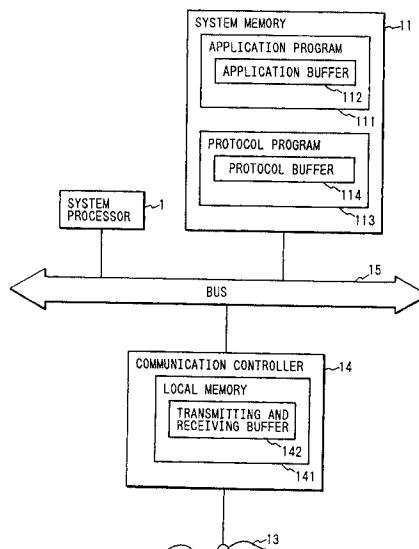 SYSTEM MEMORY
11
APPLICATION PROGRAM
APPLICATION BUFFER
112
111
PROTOCOL PROGRAM
PROTOCOL BUFFER
114
113
SYSTEM
PROCESSOR
1
15
BUS
COMMUNICATION CONTROLLER
14
LOCAL MEMORY
TRANSMITTING AND
RECEIVING BUFFER
142
141
13